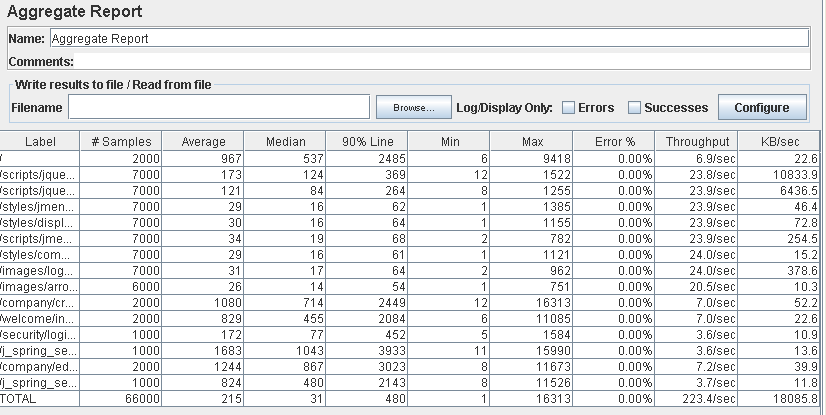 Aggregate Report
Name: Aggregate Report
Comments:
Write results to file / Read from file
Filename Browse... Log/Display Only: Errors Successes Configure
Label # Samples Average Median 90% Line Min Max Error % Throughput KB/sec
/ 2000 967 537 2485 6 9418 0.00% 6.9/sec 22.6
/scripts/jque... 7000 173 124 369 12 1522 0.00% 23.8/sec 10833.9
/scripts/jque... 7000 121 84 264 8 1255 0.00% 23.9/sec 6436.5
/styles/jmen... 7000 29 16 62 1 1385 0.00% 23.9/sec 46.4
/styles/displ... 7000 30 16 64 1 1155 0.00% 23.9/sec 72.8
/scripts/jme... 7000 34 19 68 2 782 0.00% 23.9/sec 254.5
/styles/com... 7000 29 16 61 1 1121 0.00% 24.0/sec 15.2
/images/log... 7000 31 17 64 2 962 0.00% 24.0/sec 378.6
/images/arro... 6000 26 14 54 1 751 0.00% 20.5/sec 10.3
/company/cr... 2000 1080 714 2449 12 16313 0.00% 7.0/sec 52.2
/welcome/in... 2000 829 455 2084 6 11085 0.00% 7.0/sec 22.6
/security/logi... 1000 172 77 452 5 1584 0.00% 3.6/sec 10.9
/j_spring_se... 1000 1683 1043 3933 11 15990 0.00% 3.6/sec 13.6
/company/ed... 2000 1244 867 3023 8 11673 0.00% 7.2/sec 39.9
/j_spring_se... 1000 824 480 2143 8 11526 0.00% 3.7/sec 11.8
TOTAL 66000 215 31 480 1 16313 0.00% 223.4/sec 18085.8